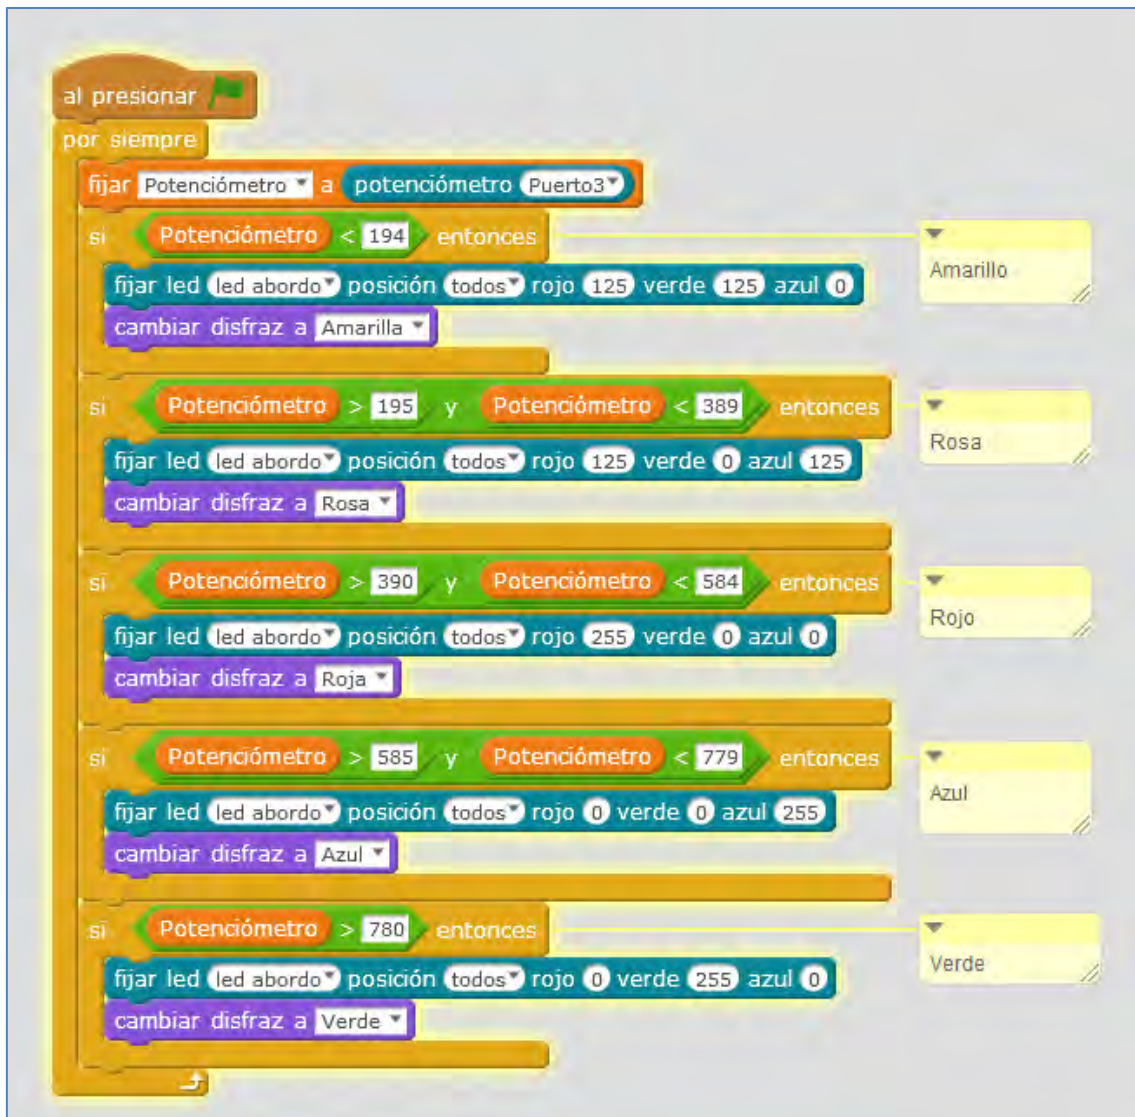 al presionar
por siempre
fijar Potenciómetro a potenciómetro Puerto3
si Potenciómetro < 194 entonces
Amarillo
fijar led led abordo posición todos rojo 125 verde 125 azul 0
cambiar disfraz a Amarilla
si Potenciómetro > 195 y Potenciómetro < 389 entonces
Rosa
fijar led led abordo posición todos rojo 125 verde 0 azul 125
cambiar disfraz a Rosa
si Potenciómetro > 390 y Potenciómetro < 584 entonces
Rojo
fijar led led abordo posición todos rojo 255 verde 0 azul 0
cambiar disfraz a Roja
si Potenciómetro > 585 y Potenciómetro < 779 entonces
Azul
fijar led led abordo posición todos rojo 0 verde 0 azul 255
cambiar disfraz a Azul
si Potenciómetro > 780 entonces
Verde
fijar led led abordo posición todos rojo 0 verde 255 azul 0
cambiar disfraz a Verde